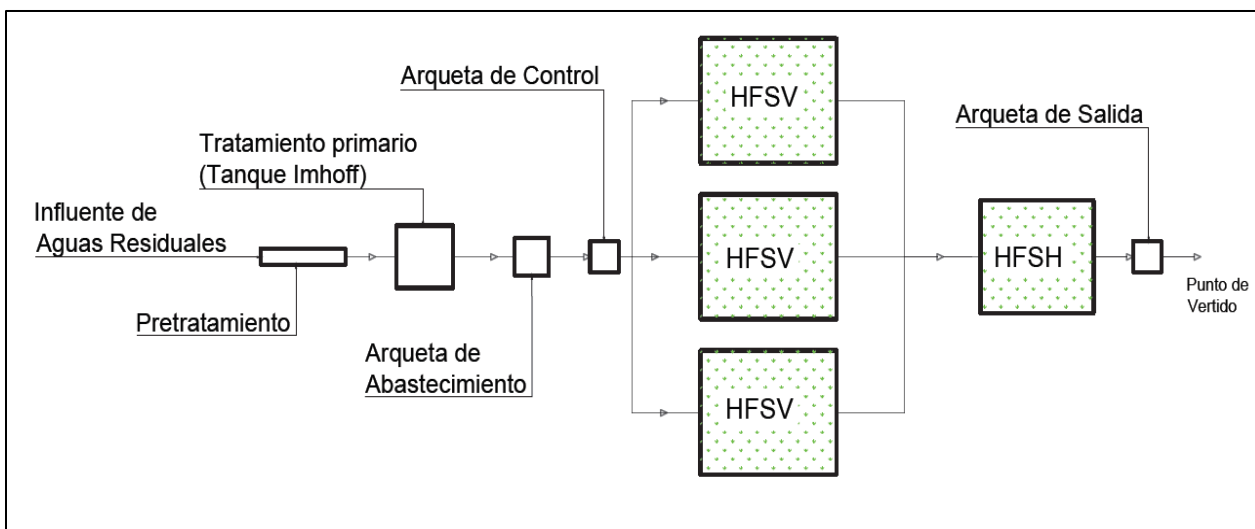 Influente de
Aguas Residuales
Pretratamiento
Tratamiento primario
(Tanque Imhoff)
Arqueta de
Abastecimiento
Arqueta de Control
HFSV
HFSV
HFSV
HFSH
Arqueta de Salida
Punto de
Vertido